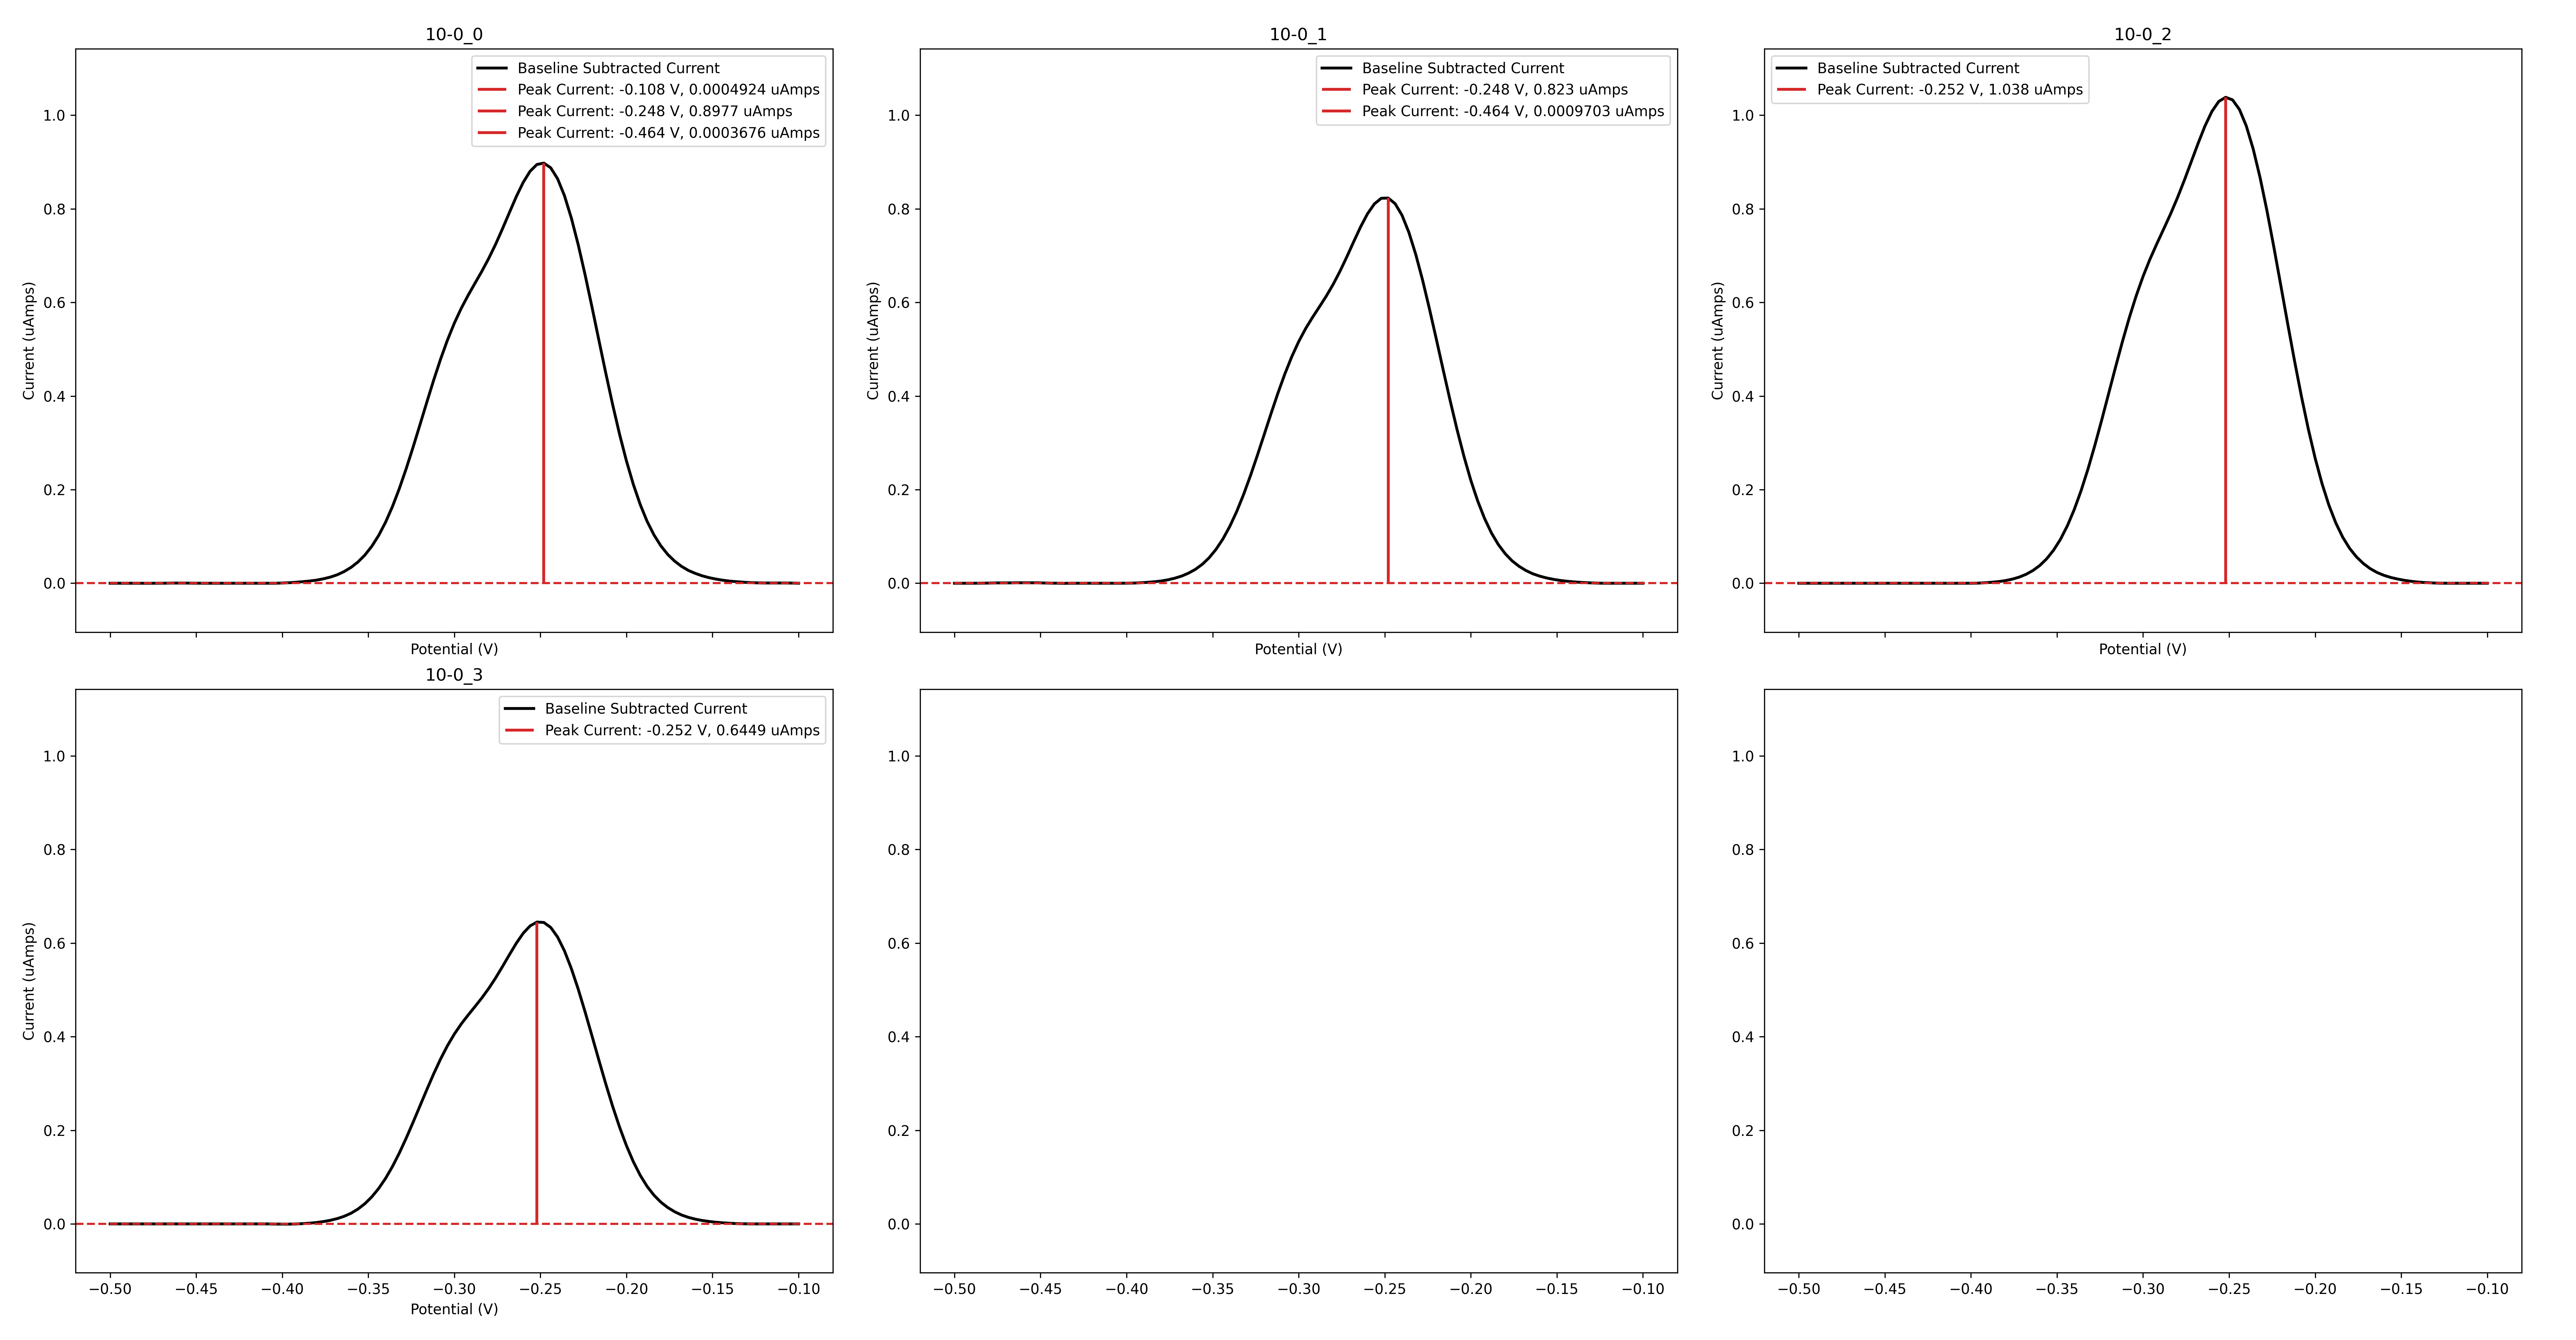 10-0_0
Baseline Subtracted Current
Peak Current: -0.108 V, 0.0004924 uAmps
Peak Current: -0.248 V, 0.8977 uAmps
Peak Current: -0.464 V, 0.0003676 uAmps
1.0
0.8
0.6
0.4
0.2
0.0
Current (uAmps)
Potential (V)
10-0_1
Baseline Subtracted Current
Peak Current: -0.248 V, 0.823 uAmps
Peak Current: -0.464 V, 0.0009703 uAmps
1.0
0.8
0.6
0.4
0.2
0.0
Current (uAmps)
Potential (V)
10-0_2
Baseline Subtracted Current
Peak Current: -0.252 V, 1.038 uAmps
1.0
0.8
0.6
0.4
0.2
0.0
Current (uAmps)
Potential (V)
10-0_3
Baseline Subtracted Current
Peak Current: -0.252 V, 0.6449 uAmps
1.0
0.8
0.6
0.4
0.2
0.0
Current (uAmps)
−0.50 −0.45 −0.40 −0.35 −0.30 −0.25 −0.20 −0.15 −0.10
Potential (V)
1.0
0.8
0.6
0.4
0.2
0.0
−0.50 −0.45 −0.40 −0.35 −0.30 −0.25 −0.20 −0.15 −0.10
1.0
0.8
0.6
0.4
0.2
0.0
−0.50 −0.45 −0.40 −0.35 −0.30 −0.25 −0.20 −0.15 −0.10